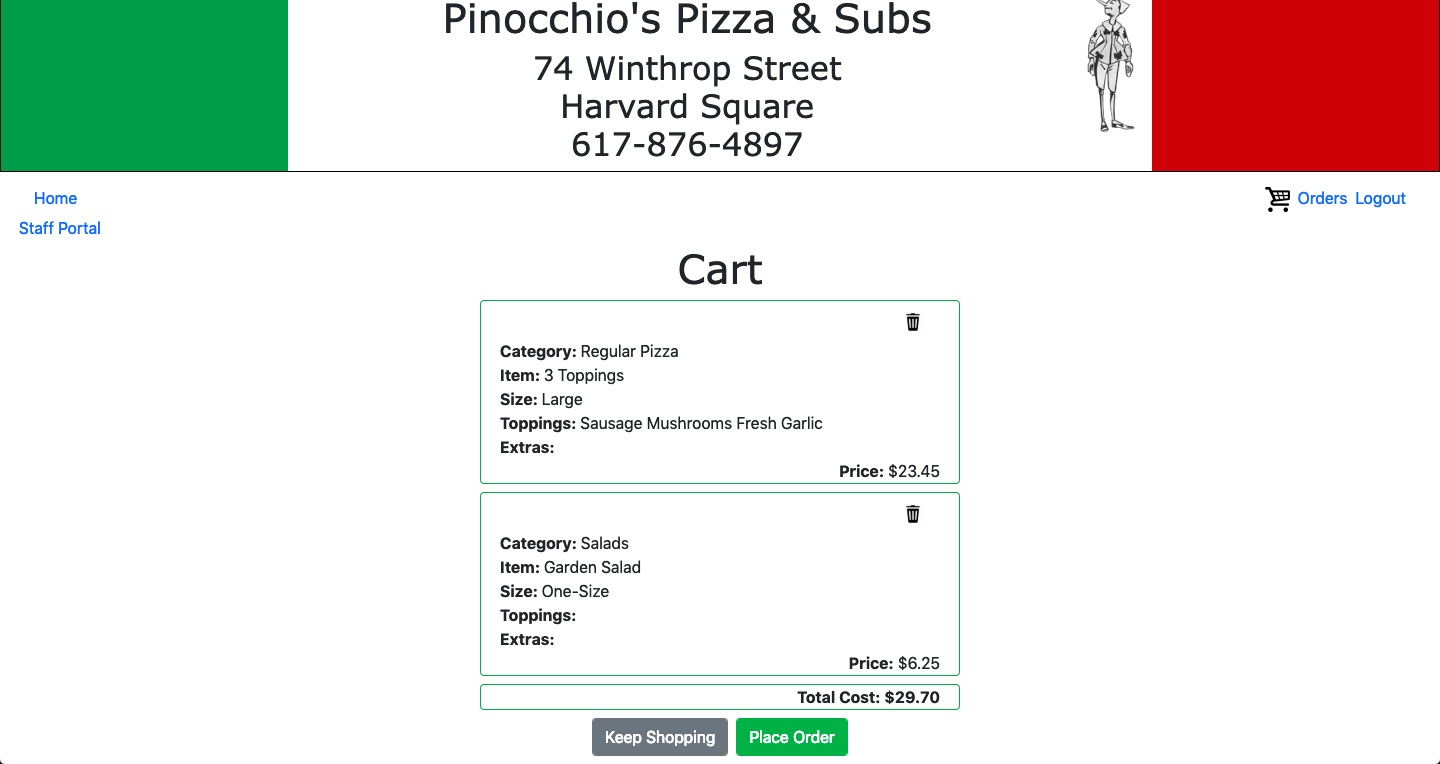 Pinocchio's Pizza & Subs
74 Winthrop Street
Harvard Square
617-876-4897
Home
Orders Logout
Staff Portal
Cart
Category: Regular Pizza
Item: 3 Toppings
Size: Large
Toppings: Sausage Mushrooms Fresh Garlic
Extras:
Price: $23.45
Category: Salads
Item: Garden Salad
Size: One-Size
Toppings:
Extras:
Price: $6.25
Total Cost: $29.70
Keep Shopping Place Order